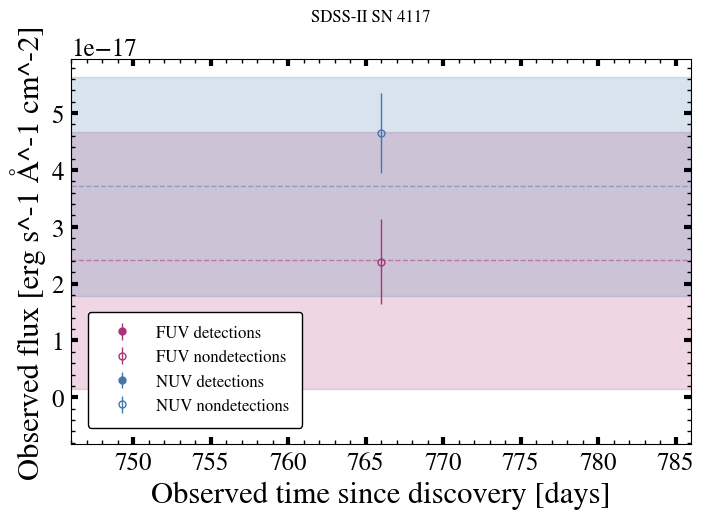 SDSS-II SN 4117
1e−17
Observed flux [erg s^-1 Å^-1 cm^-2]
5
4
3
2
1
0
FUV detections
FUV nondetections
NUV detections
NUV nondetections
750 755 760 765 770 775 780 785
Observed time since discovery [days]